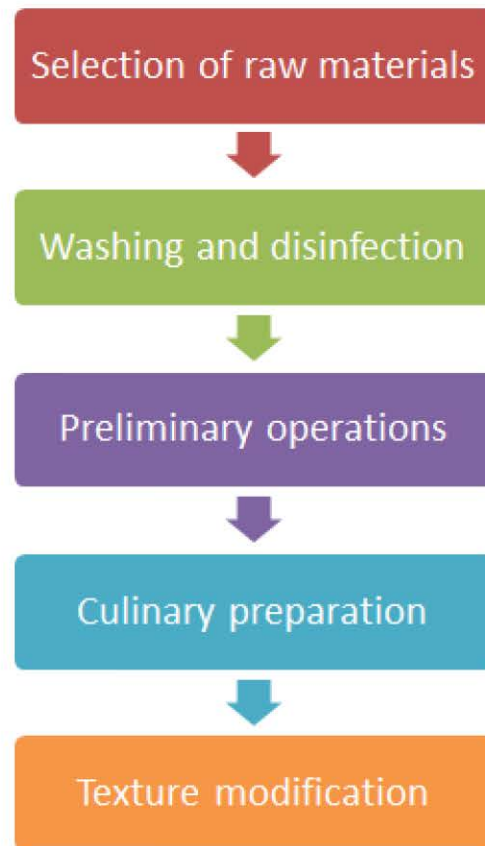 Selection of raw materials
Washing and disinfection
Preliminary operations
Culinary preparation
Texture modification